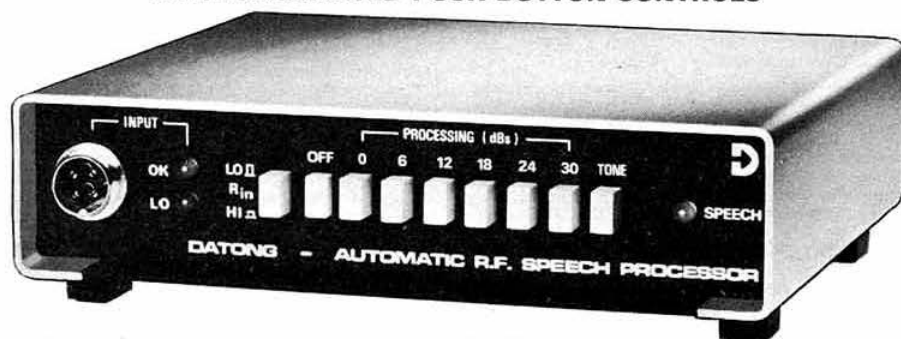 INPUT
PROCESSING (dBs)
OK
LO
LO
Rin
HI
OFF 0 6 12 18 24 30 TONE
SPEECH
DATONG - AUTOMATIC R.F. SPEECH PROCESSOR